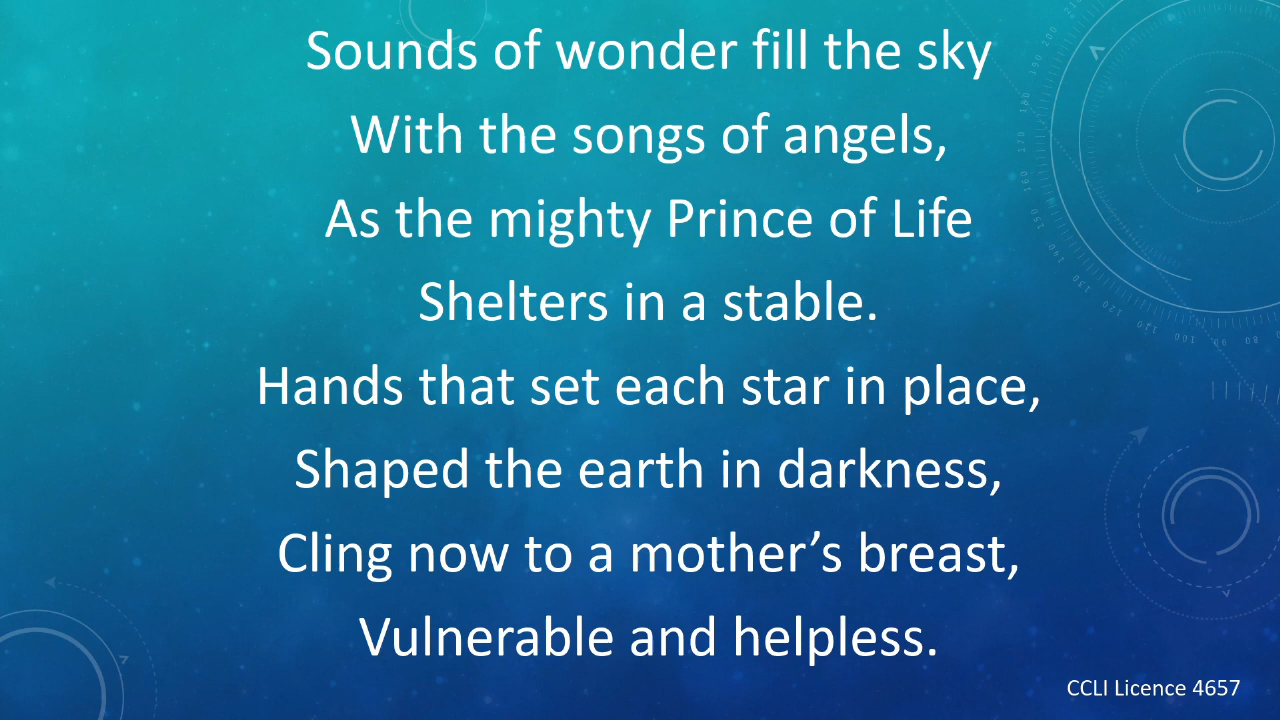 Sounds of wonder fill the sky
With the songs of angels,
As the mighty Prince of Life
Shelters in a stable.
Hands that set each star in place,
Shaped the earth in darkness,
Cling now to a mother’s breast,
Vulnerable and helpless.
CCLI Licence 4657